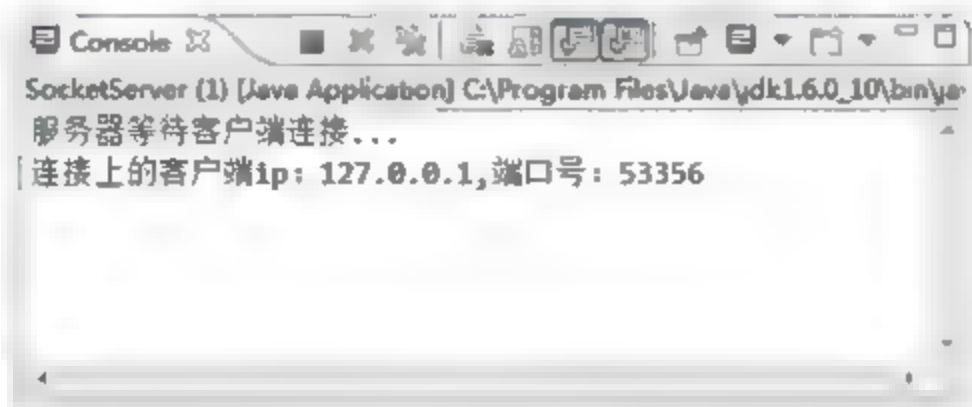 Console
SocketServer (1) [Java Application] C:\Program Files\Java\jdk1.6.0_10\bin\ja
服务器等待客户端连接...
连接上的客户端ip: 127.0.0.1,端口号: 53356